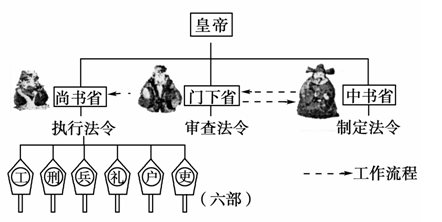 皇帝
尚书省 门下省 中书省
执行法令 审查法令 制定法令
工 刑 兵 礼 户 吏
(六部)
工作流程